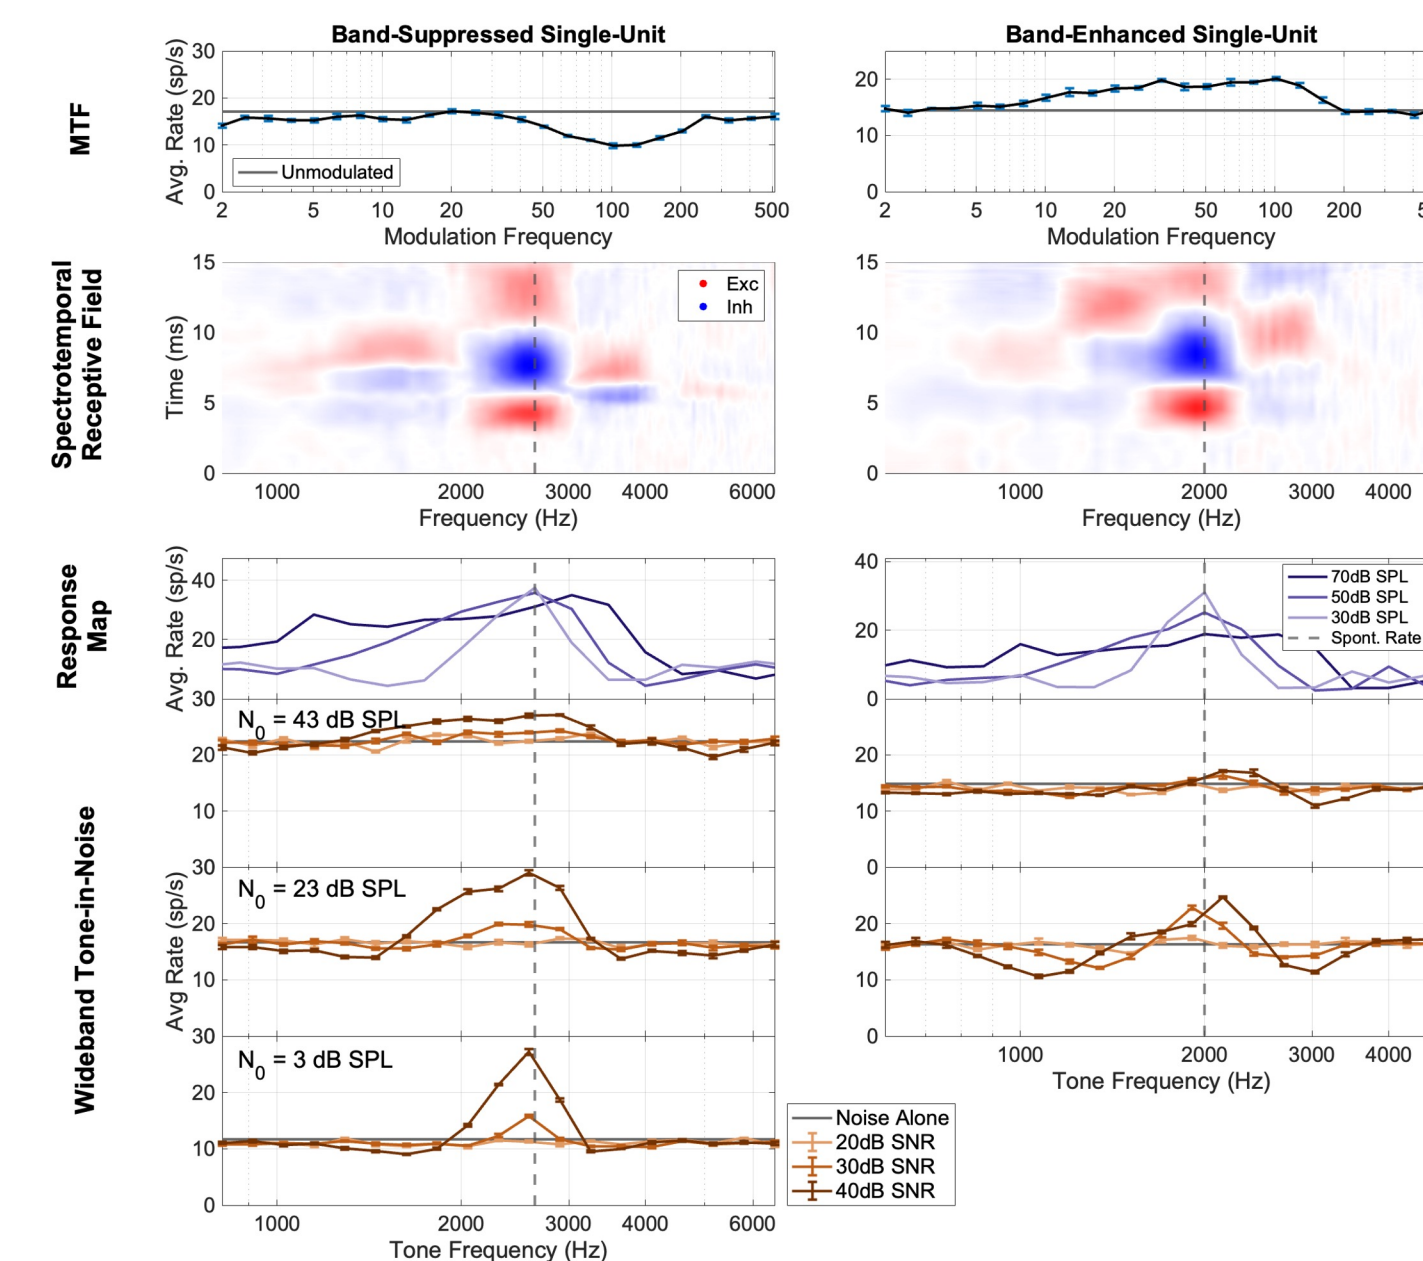 Band-Suppressed Single-Unit
Band-Enhanced Single-Unit
MTF
Avg. Rate (sp/s)
30
20
10
0
Unmodulated
2 5 10 20 50 100 200 500
Modulation Frequency
20
10
0
2 5 10 20 50 100 200 5
Modulation Frequency
Spectrotemporal
Receptive Field
Time (ms)
15
10
5
0
Exc
Inh
1000 2000 3000 4000 6000
Frequency (Hz)
15
10
5
0
1000 2000 3000 4000
Frequency (Hz)
Response
Map
Avg. Rate (sp/s)
40
20
40
20
0
70dB SPL
50dB SPL
30dB SPL
Spont. Rate
Wideband Tone-in-Noise
Avg Rate (sp/s)
30
N0 = 43 dB SPL
20
10
20
10
0
30
N0 = 23 dB SPL
20
10
20
10
0
1000 2000 3000 4000
Tone Frequency (Hz)
30
N0 = 3 dB SPL
20
10
0
1000 2000 3000 4000 6000
Tone Frequency (Hz)
Noise Alone
20dB SNR
30dB SNR
40dB SNR